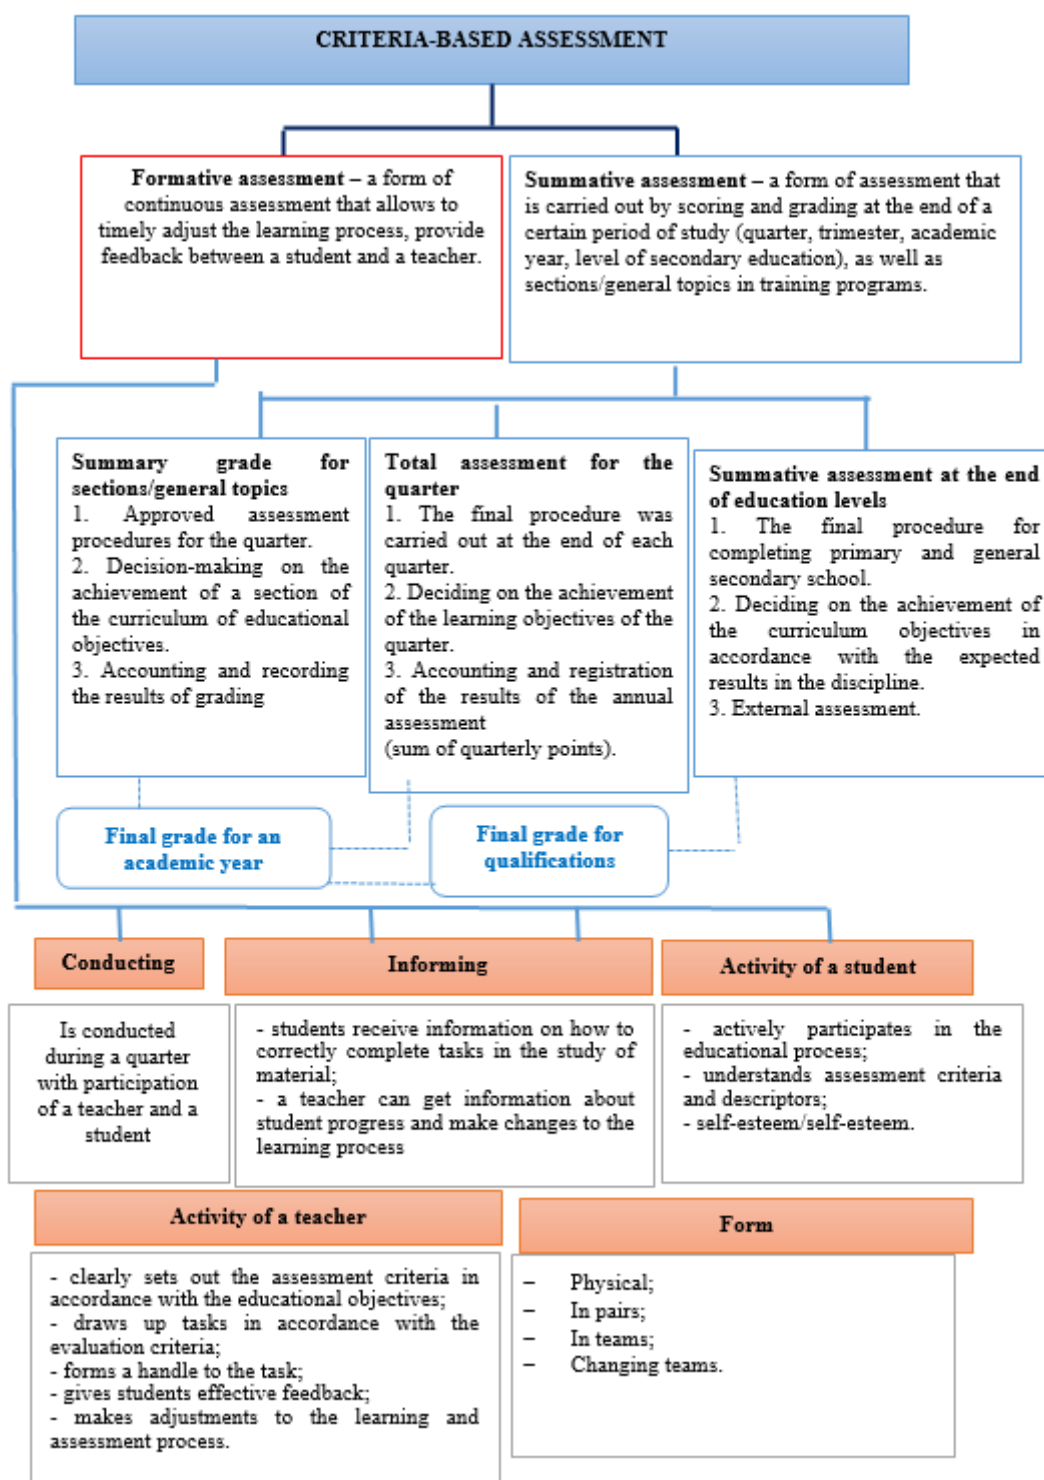 CRITERIA-BASED ASSESSMENT
Formative assessment – a form of
continuous assessment that allows to
timely adjust the learning process, provide
feedback between a student and a teacher.
Summative assessment – a form of assessment that
is carried out by scoring and grading at the end of a
certain period of study (quarter, trimester, academic
year, level of secondary education), as well as
sections/general topics in training programs.
Summary grade for
sections/general topics
1. Approved assessment
procedures for the quarter.
2. Decision-making on the
achievement of a section of
the curriculum of educational
objectives.
3. Accounting and recording
the results of grading
Total assessment for the
quarter
1. The final procedure was
carried out at the end of each
quarter.
2. Deciding on the achievement
of the learning objectives of the
quarter.
3. Accounting and registration
of the results of the annual
assessment
(sum of quarterly points).
Summative assessment at the end
of education levels
1. The final procedure for
completing primary and general
secondary school.
2. Deciding on the achievement of
the curriculum objectives in
accordance with the expected
results in the discipline.
3. External assessment.
Final grade for an
academic year
Final grade for
qualifications
Conducting
Is conducted
during a quarter
with participation
of a teacher and a
student
Informing
- students receive information on how to
correctly complete tasks in the study of
material;
- a teacher can get information about
student progress and make changes to the
learning process
Activity of a student
- actively participates in the
educational process;
- understands assessment criteria
and descriptors;
- self-esteem/self-esteem.
Activity of a teacher
- clearly sets out the assessment criteria in
accordance with the educational objectives;
- draws up tasks in accordance with the
evaluation criteria;
- forms a handle to the task;
- gives students effective feedback;
- makes adjustments to the learning and
assessment process.
Form
– Physical;
– In pairs;
– In teams;
– Changing teams.